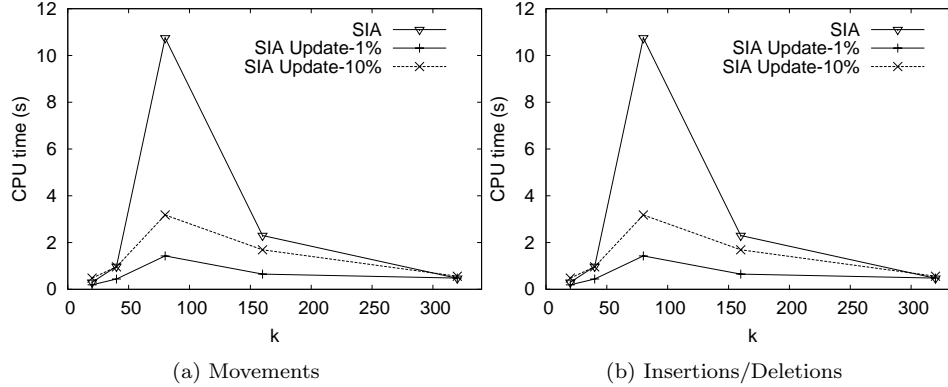 12
10
8
6
4
2
0
CPU time (s)
SIA
SIA Update-1%
SIA Update-10%
0 50 100 150 200 250 300
k
(a) Movements
12
10
8
6
4
2
0
CPU time (s)
SIA
SIA Update-1%
SIA Update-10%
0 50 100 150 200 250 300
k
(b) Insertions/Deletions